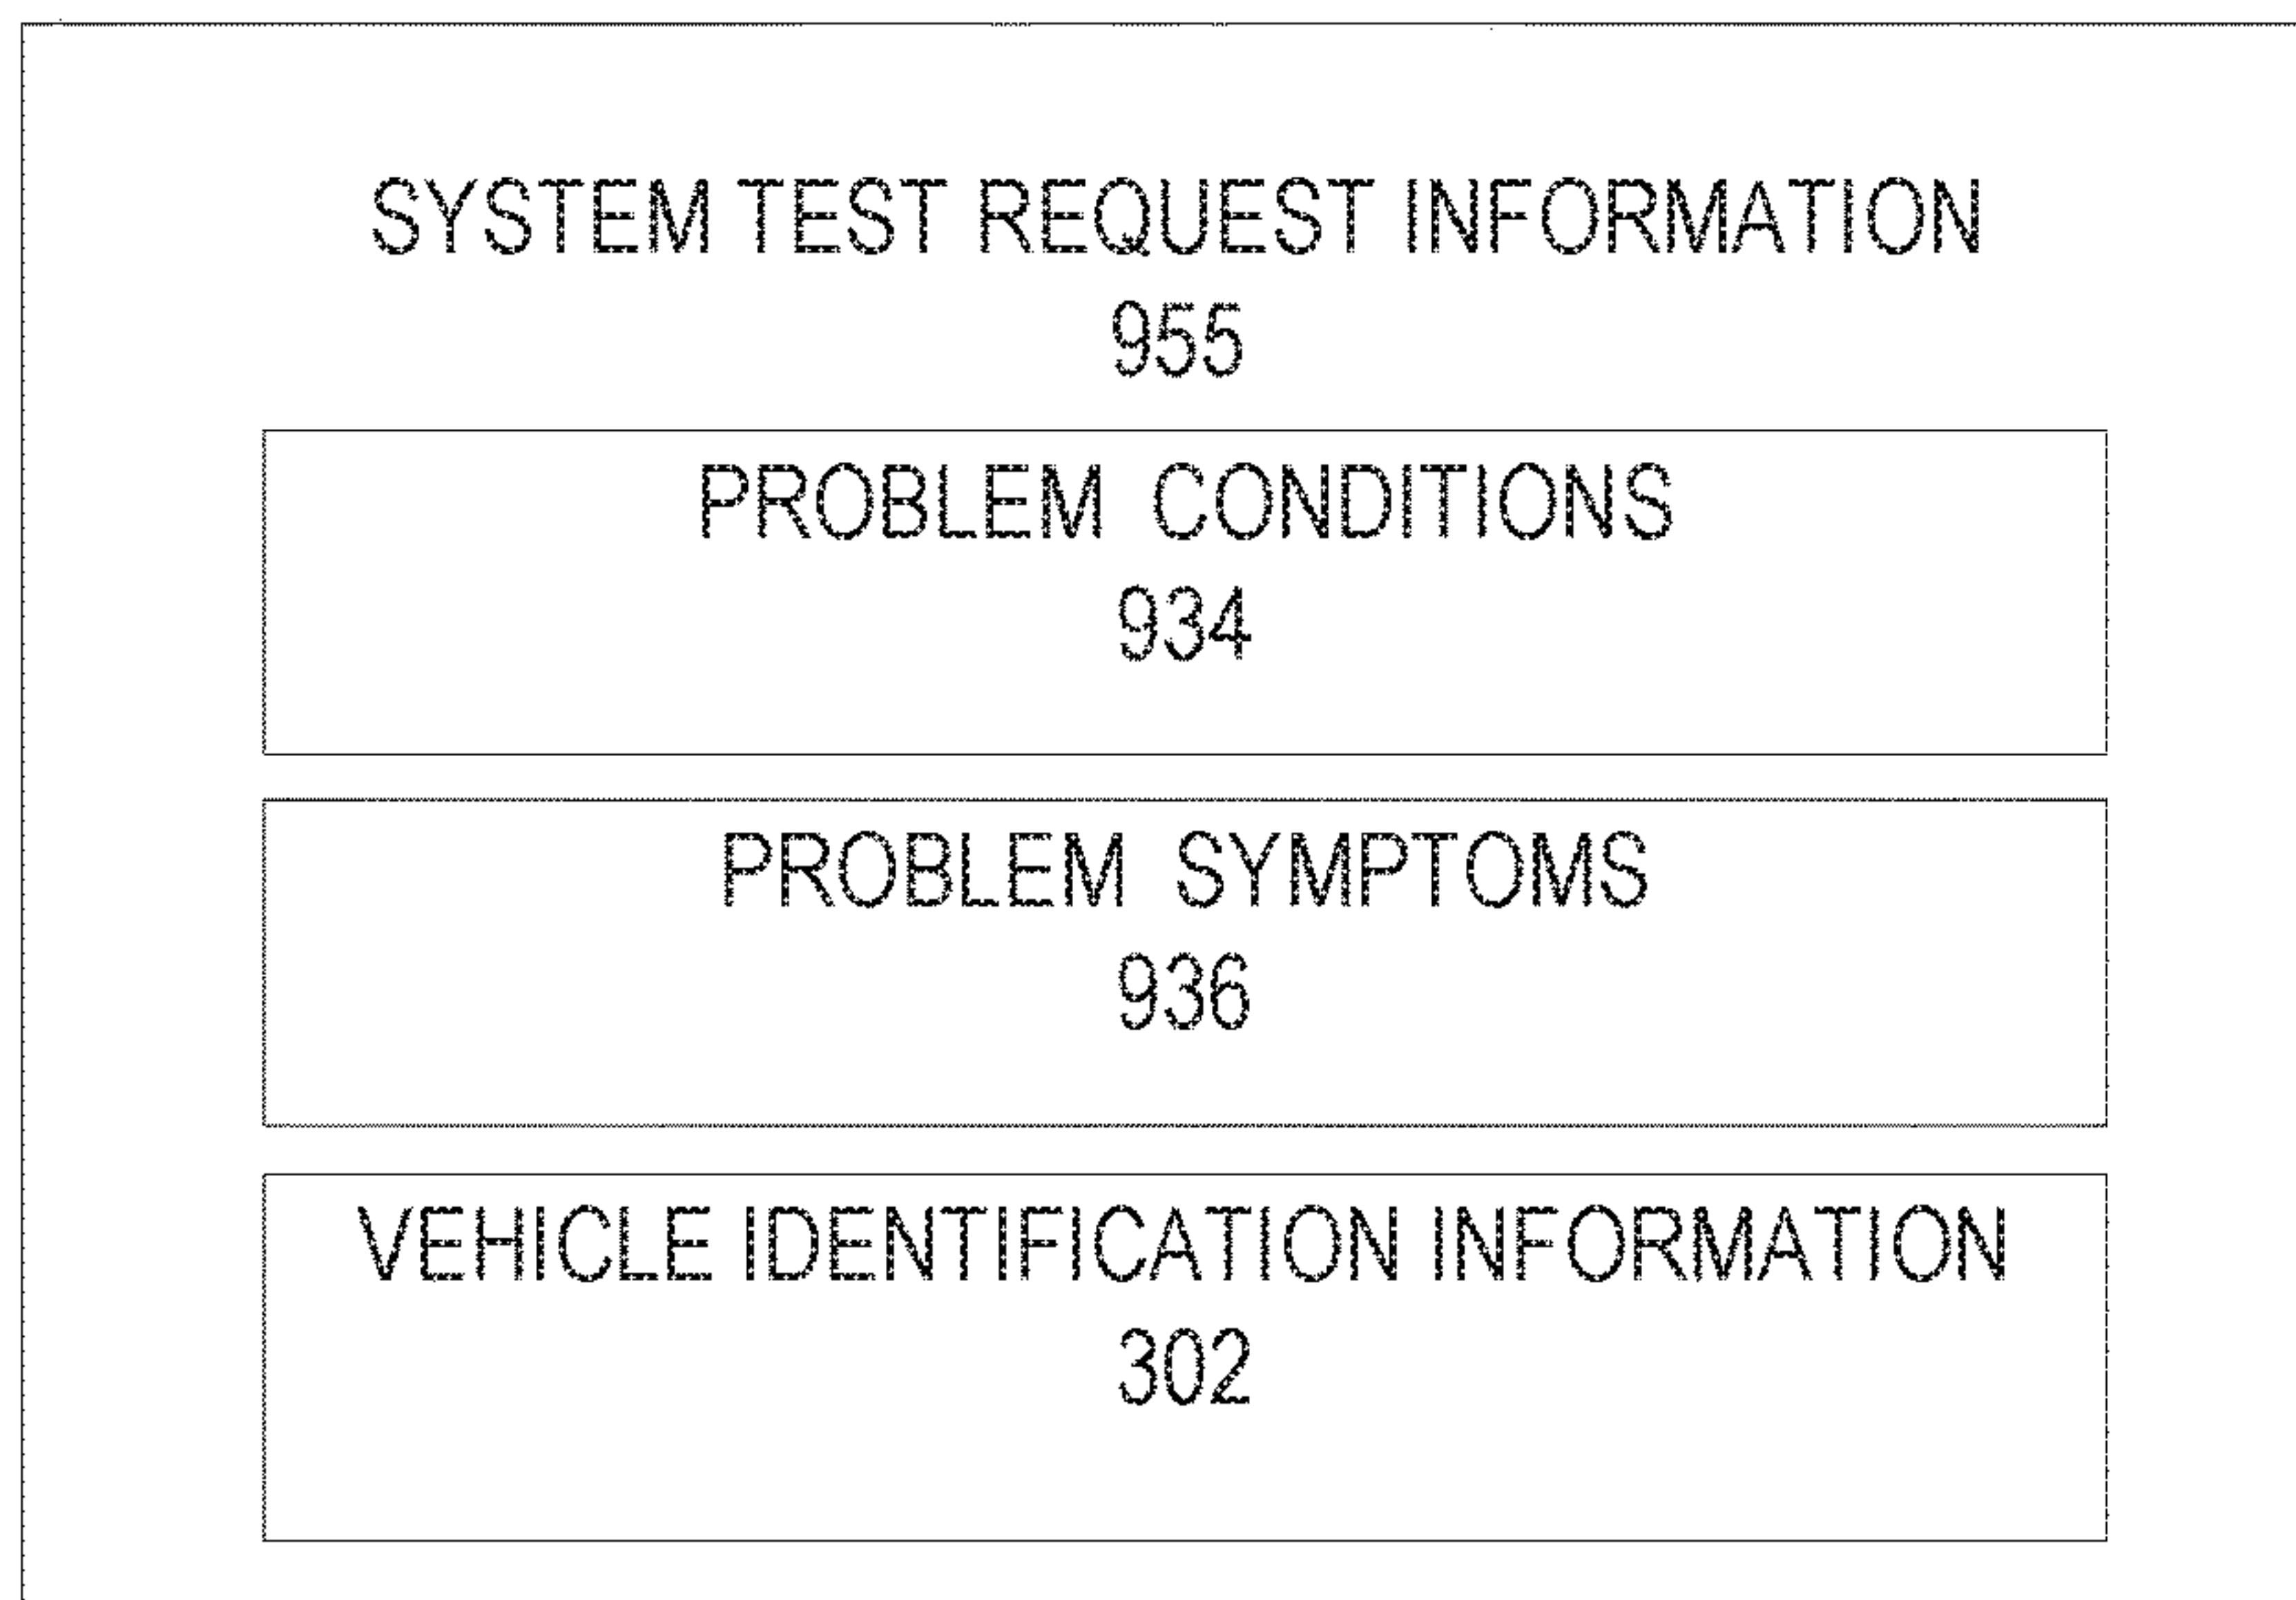 SYSTEM TEST REQUEST INFORMATION
955
PROBLEM CONDITIONS
934
PROBLEM SYMPTOMS
936
VEHICLE IDENTIFICATION INFORMATION
302